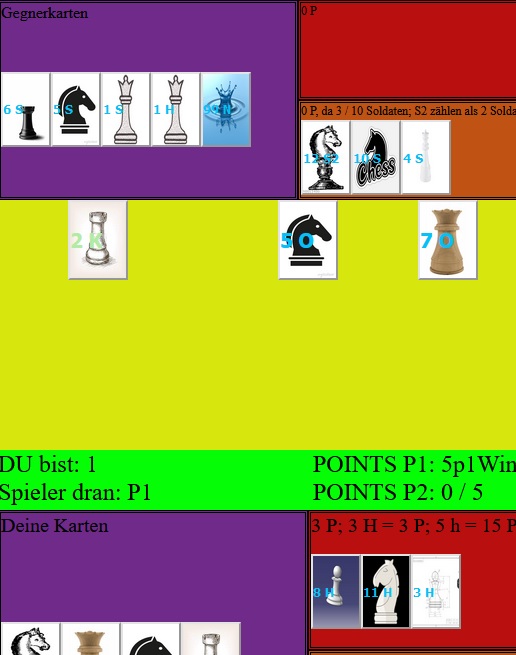 Gegnerkarten
0 P
6 S
5 S
1 S
1 H
0 P, da 3 / 10 Soldaten; S2 zählen als 2 Solda
12 S2
10 S
Chess
4 S
2 K
5 O
7 O
DU bist: 1
POINTS P1: 5p1Win
Spieler dran: P1
POINTS P2: 0 / 5
Deine Karten
3 P; 3 H = 3 P; 5 h = 15 P
8 H
11 H
3 H